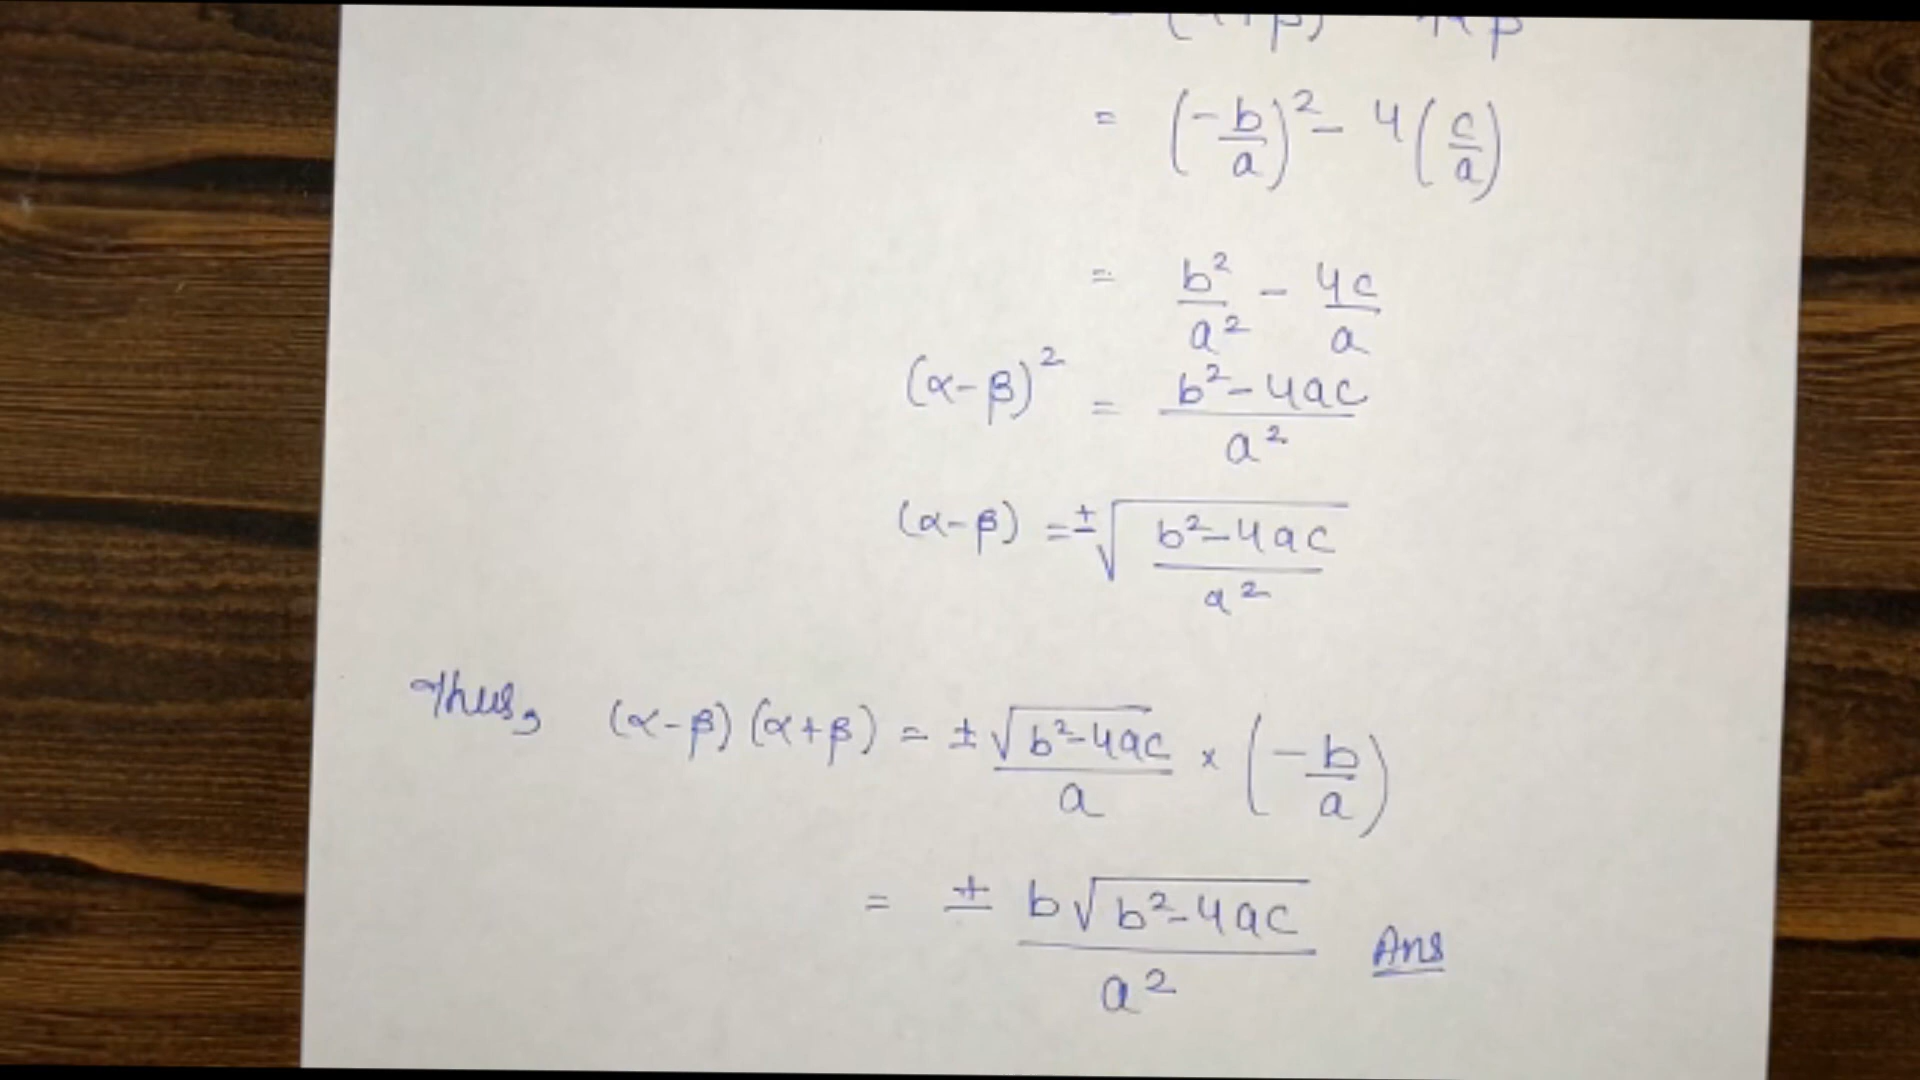 = (α+β) 4αβ
= (-b/a)² - 4(c/a)
= b²/a² - 4c/a
(α-β)² = (b²-4ac)/a²
(α-β) = ±√((b²-4ac)/a²)
Thus, (α-β)(α+β) = ±√(b²-4ac)/a × (-b/a)
= ± b√(b²-4ac)/a² Ans